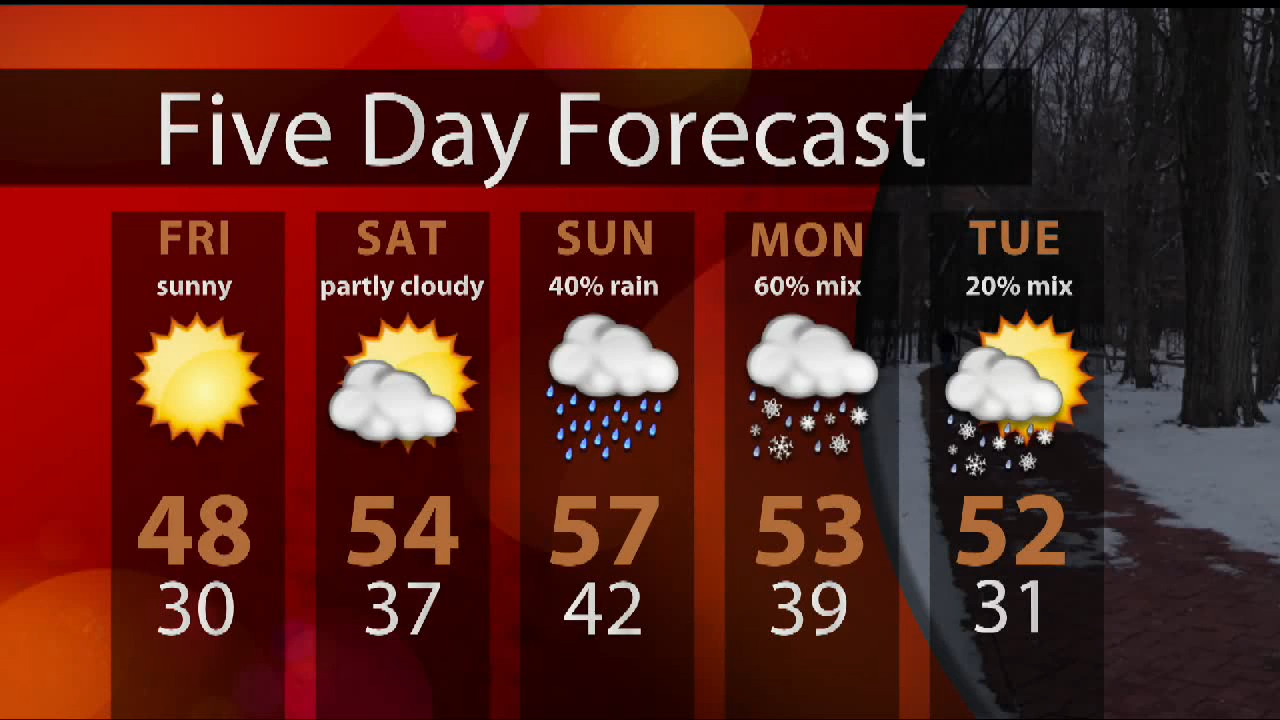 Five Day Forecast
FRI SAT SUN MON TUE
sunny partly cloudy 40% rain 60% mix 20% mix
48 54 57 53 52
30 37 42 39 31